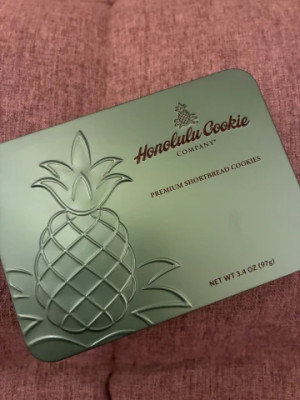 Honolulu Cookie
COMPANY
PREMIUM SHORTBREAD COOKIES
NET WT 3.4 OZ (97g)